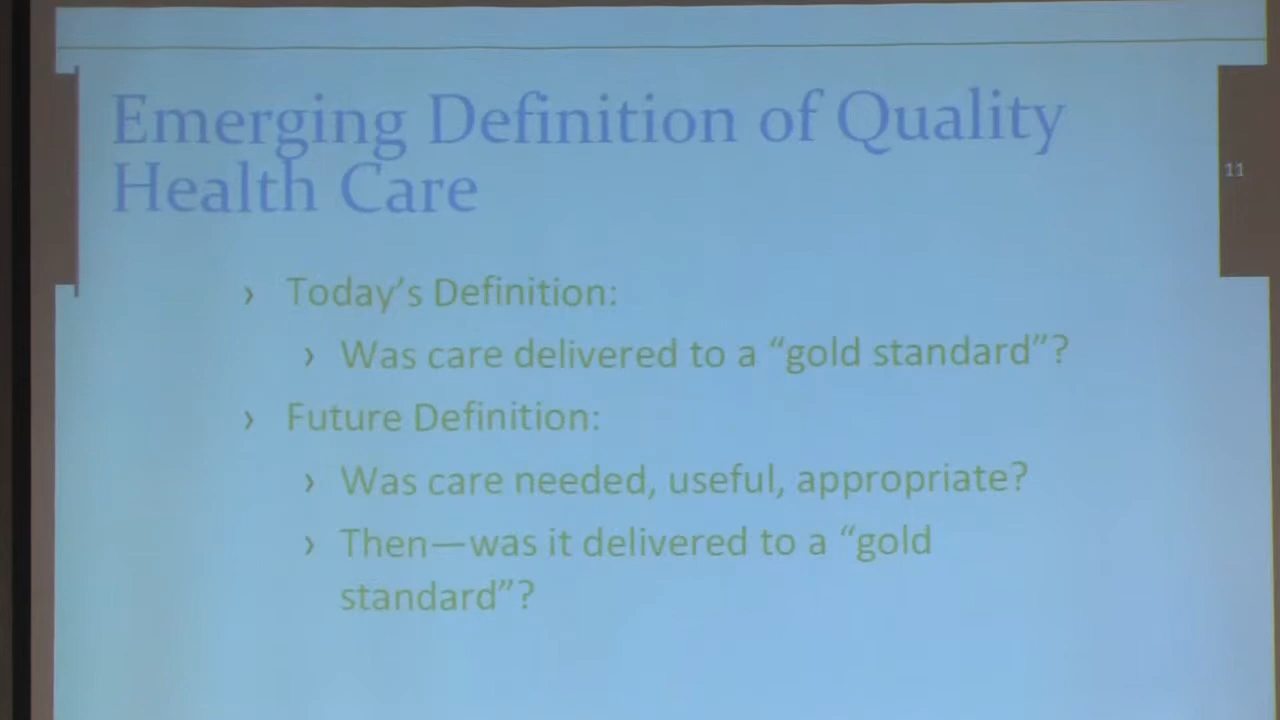 Emerging Definition of Quality
Health Care
11
› Today’s Definition:
› Was care delivered to a “gold standard”?
› Future Definition:
› Was care needed, useful, appropriate?
› Then—was it delivered to a “gold
standard”?